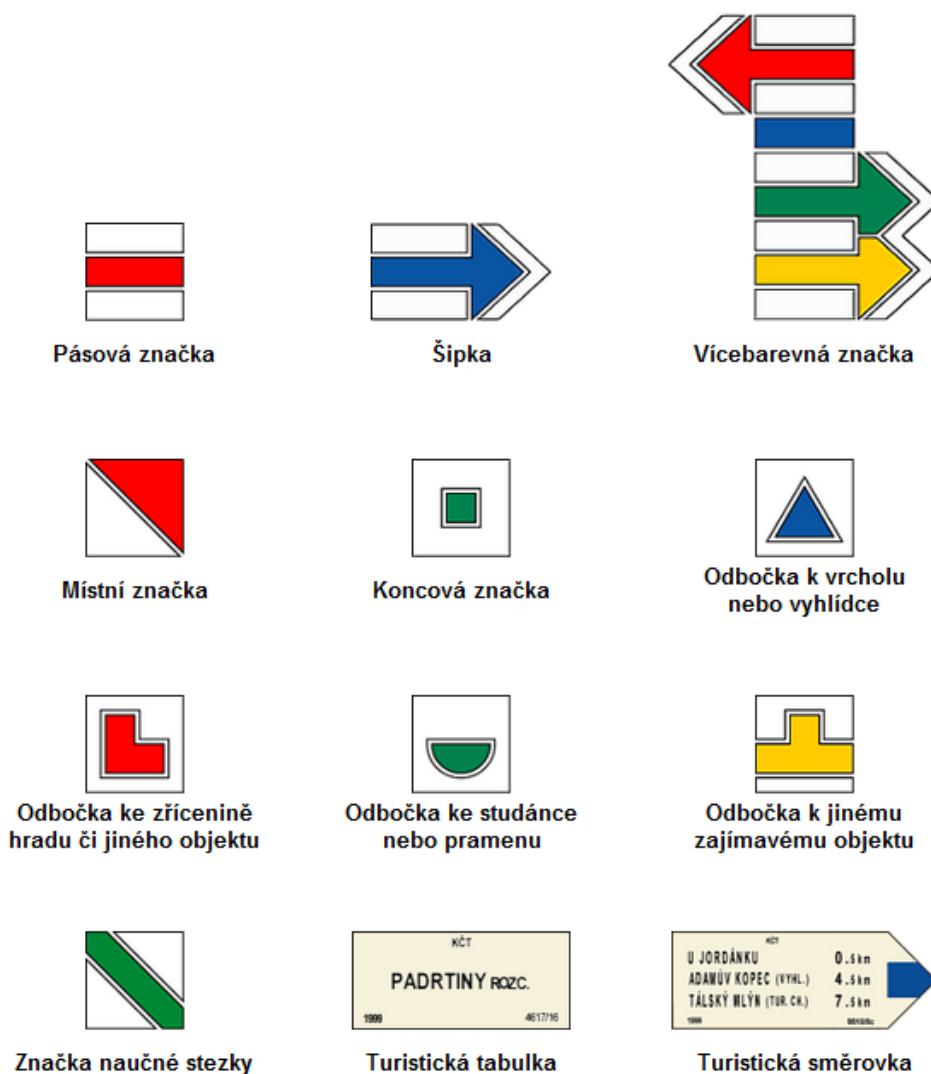 Pásová značka
Šipka
Vícebarevná značka
Místní značka
Koncová značka
Odbočka k vrcholu
nebo vyhlídce
Odbočka ke zřícenině
hradu či jiného objektu
Odbočka ke studánce
nebo pramenu
Odbočka k jinému
zajímavému objektu
KČT
PADRTINY ROZC.
1999 4617/16
KČT
U JORDÁNKU 0.5km
ADAMŮV KOPEC (VYHL.) 4.5km
TÁLSKÝ MLÝN (TUR. CH.) 7.5km
1999
Značka naučné stezky
Turistická tabulka
Turistická směrovka